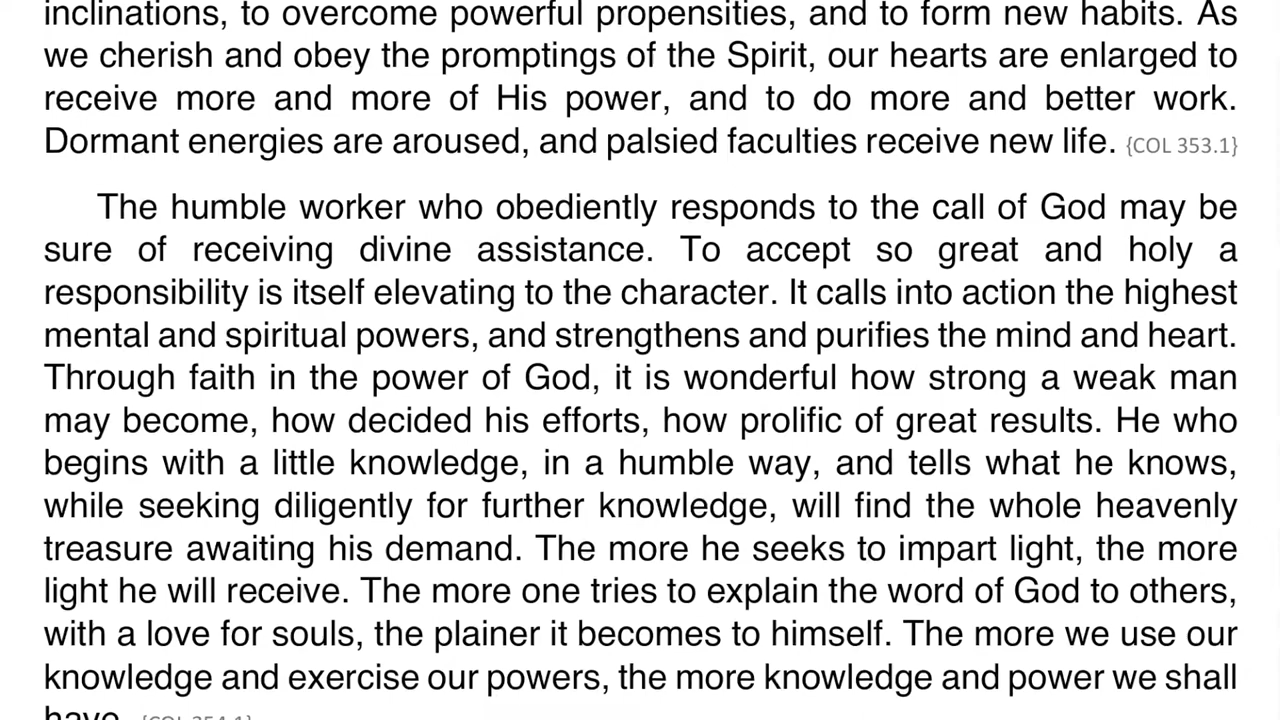 inclinations, to overcome powerful propensities, and to form new habits. As
we cherish and obey the promptings of the Spirit, our hearts are enlarged to
receive more and more of His power, and to do more and better work.
Dormant energies are aroused, and palsied faculties receive new life. {COL 353.1}
The humble worker who obediently responds to the call of God may be
sure of receiving divine assistance. To accept so great and holy a
responsibility is itself elevating to the character. It calls into action the highest
mental and spiritual powers, and strengthens and purifies the mind and heart.
Through faith in the power of God, it is wonderful how strong a weak man
may become, how decided his efforts, how prolific of great results. He who
begins with a little knowledge, in a humble way, and tells what he knows,
while seeking diligently for further knowledge, will find the whole heavenly
treasure awaiting his demand. The more he seeks to impart light, the more
light he will receive. The more one tries to explain the word of God to others,
with a love for souls, the plainer it becomes to himself. The more we use our
knowledge and exercise our powers, the more knowledge and power we shall
have. {COL 354.1}